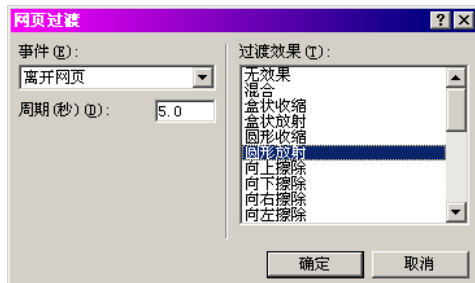 网页过渡
事件(E):
离开网页
周期(秒)(D):
5.0
过渡效果(T):
无效果
混合
盒状收缩
盒状放射
圆形收缩
圆形放射
向上擦除
向下擦除
向右擦除
向左擦除
确定
取消